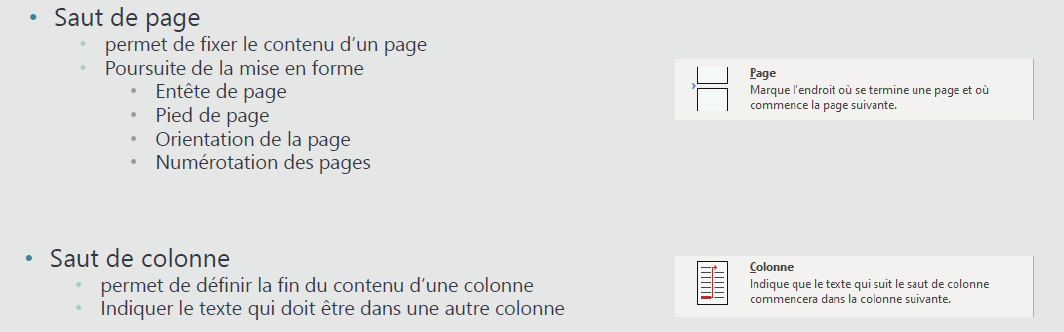 • Saut de page
• permet de fixer le contenu d’un page
• Poursuite de la mise en forme
• Entête de page
• Pied de page
• Orientation de la page
• Numérotation des pages
Page
Marque l'endroit où se termine une page et où
commence la page suivante.
• Saut de colonne
• permet de définir la fin du contenu d’une colonne
• Indiquer le texte qui doit être dans une autre colonne
Colonne
Indique que le texte qui suit le saut de colonne
commencera dans la colonne suivante.